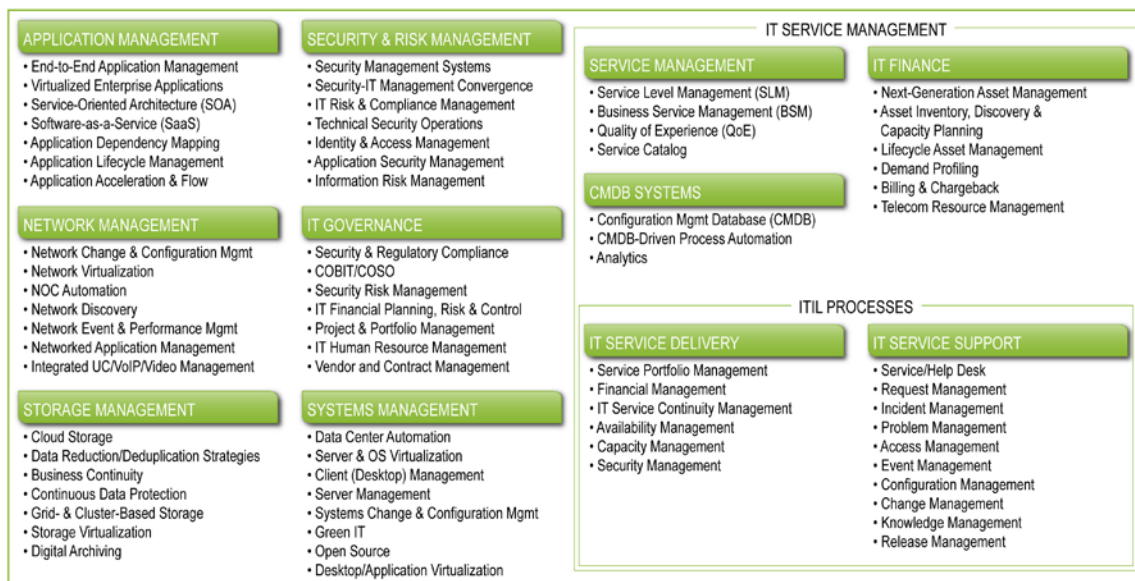 APPLICATION MANAGEMENT
• End-to-End Application Management
• Virtualized Enterprise Applications
• Service-Oriented Architecture (SOA)
• Software-as-a-Service (SaaS)
• Application Dependency Mapping
• Application Lifecycle Management
• Application Acceleration & Flow
NETWORK MANAGEMENT
• Network Change & Configuration Mgmt
• Network Virtualization
• NOC Automation
• Network Discovery
• Network Event & Performance Mgmt
• Networked Application Management
• Integrated UC/VoIP/Video Management
STORAGE MANAGEMENT
• Cloud Storage
• Data Reduction/Deduplication Strategies
• Business Continuity
• Continuous Data Protection
• Grid- & Cluster-Based Storage
• Storage Virtualization
• Digital Archiving
SECURITY & RISK MANAGEMENT
• Security Management Systems
• Security-IT Management Convergence
• IT Risk & Compliance Management
• Technical Security Operations
• Identity & Access Management
• Application Security Management
• Information Risk Management
IT GOVERNANCE
• Security & Regulatory Compliance
• COBIT/COSO
• Security Risk Management
• IT Financial Planning, Risk & Control
• Project & Portfolio Management
• IT Human Resource Management
• Vendor and Contract Management
SYSTEMS MANAGEMENT
• Data Center Automation
• Server & OS Virtualization
• Client (Desktop) Management
• Server Management
• Systems Change & Configuration Mgmt
• Green IT
• Open Source
• Desktop/Application Virtualization
IT SERVICE MANAGEMENT
SERVICE MANAGEMENT
• Service Level Management (SLM)
• Business Service Management (BSM)
• Quality of Experience (QoE)
• Service Catalog
CMDB SYSTEMS
• Configuration Mgmt Database (CMDB)
• CMDB-Driven Process Automation
• Analytics
IT FINANCE
• Next-Generation Asset Management
• Asset Inventory, Discovery &
Capacity Planning
• Lifecycle Asset Management
• Demand Profiling
• Billing & Chargeback
• Telecom Resource Management
ITIL PROCESSES
IT SERVICE DELIVERY
• Service Portfolio Management
• Financial Management
• IT Service Continuity Management
• Availability Management
• Capacity Management
• Security Management
IT SERVICE SUPPORT
• Service/Help Desk
• Request Management
• Incident Management
• Problem Management
• Access Management
• Event Management
• Configuration Management
• Change Management
• Knowledge Management
• Release Management